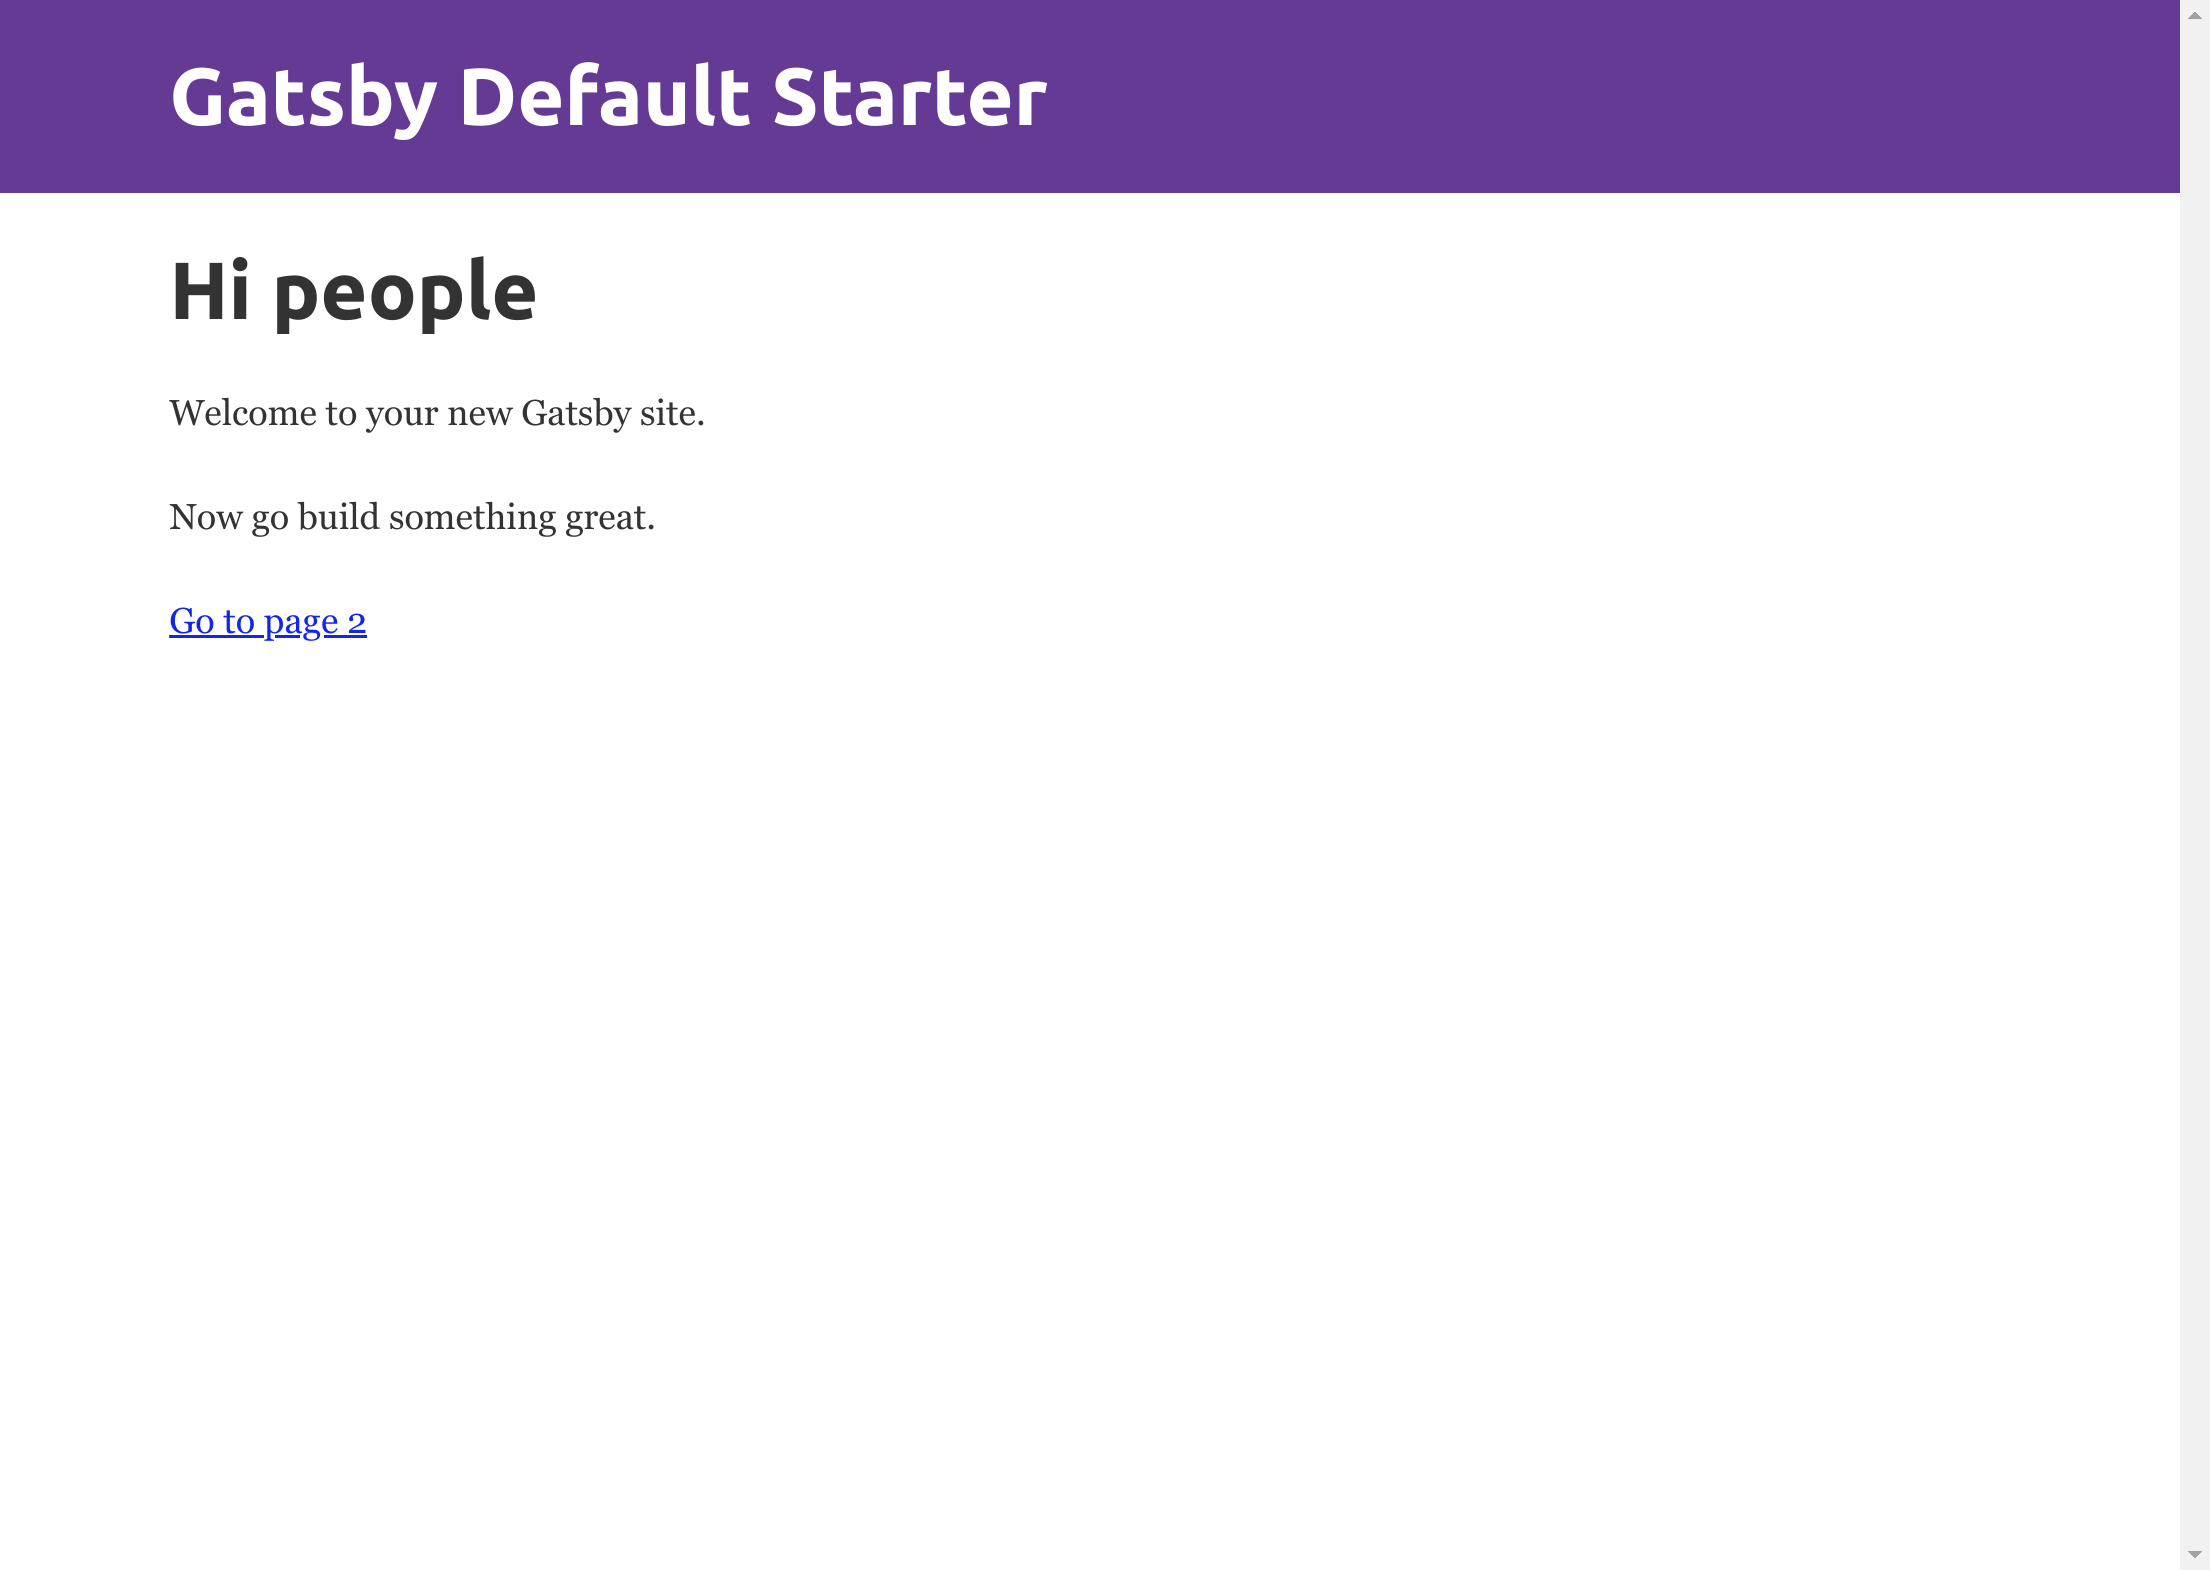 Gatsby Default Starter
Hi people
Welcome to your new Gatsby site.
Now go build something great.
Go to page 2